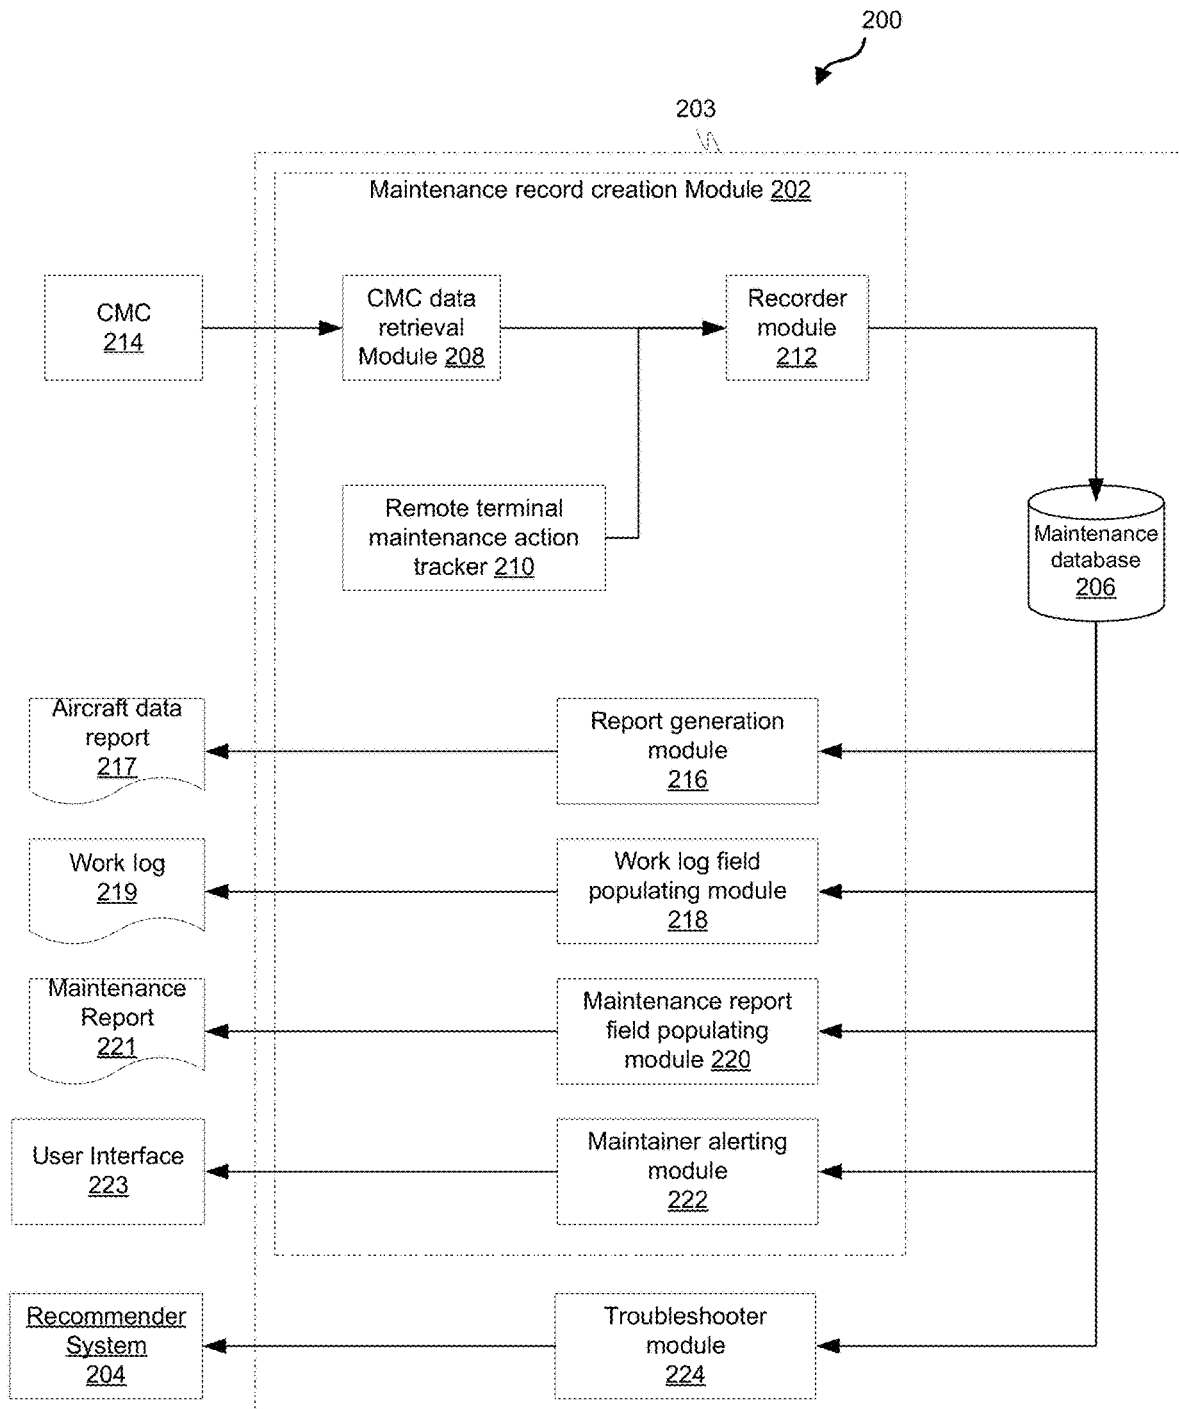 200
203
Maintenance record creation Module 202
CMC
214
CMC data
retrieval
Module 208
Recorder
module
212
Remote terminal
maintenance action
tracker 210
Maintenance
database
206
Aircraft data
report
217
Report generation
module
216
Work log
219
Work log field
populating module
218
Maintenance
Report
221
Maintenance report
field populating
module 220
User Interface
223
Maintainer alerting
module
222
Recommender
System
204
Troubleshooter
module
224